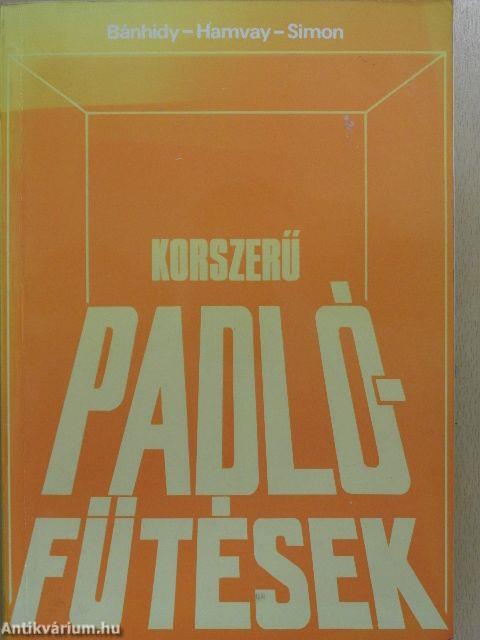 Bánhidy – Hamvay – Simon
KORSZERŰ
PADLÓ-
FŰTÉSEK
Antikvárium.hu